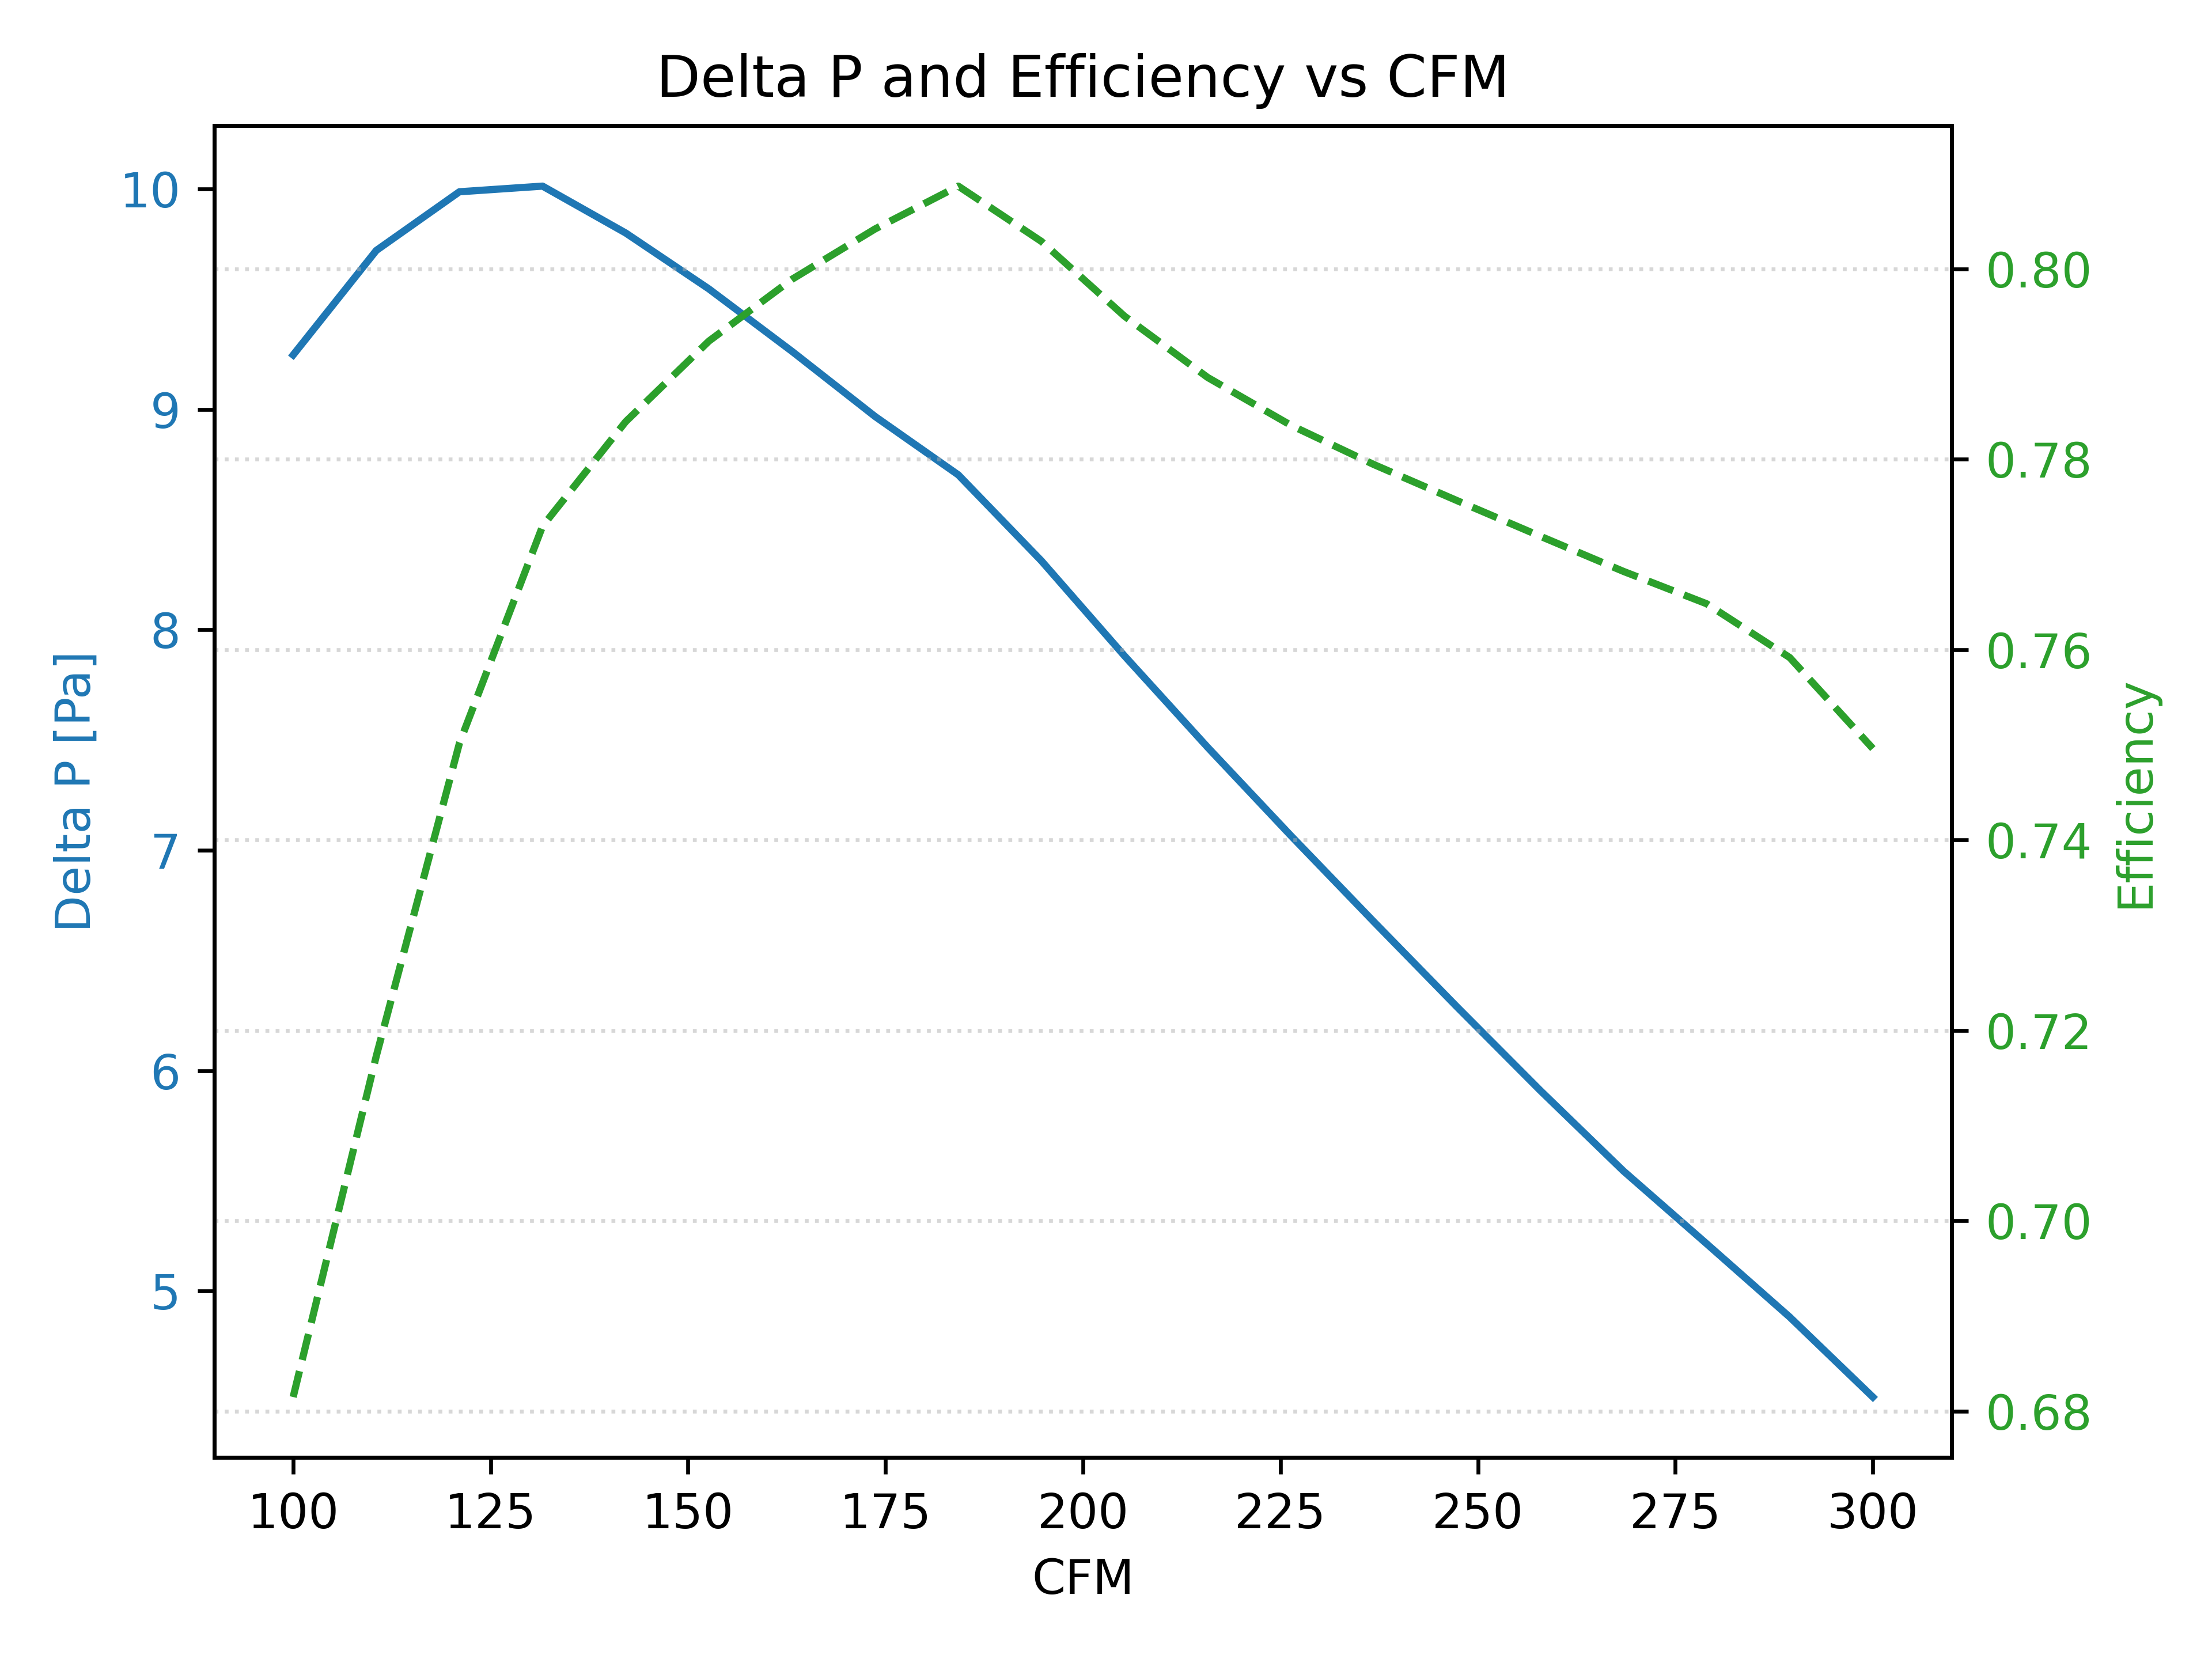 Delta P and Efficiency vs CFM
10
9
8
7
6
5
Delta P [Pa]
0.80
0.78
0.76
0.74
0.72
0.70
0.68
Efficiency
100 125 150 175 200 225 250 275 300
CFM